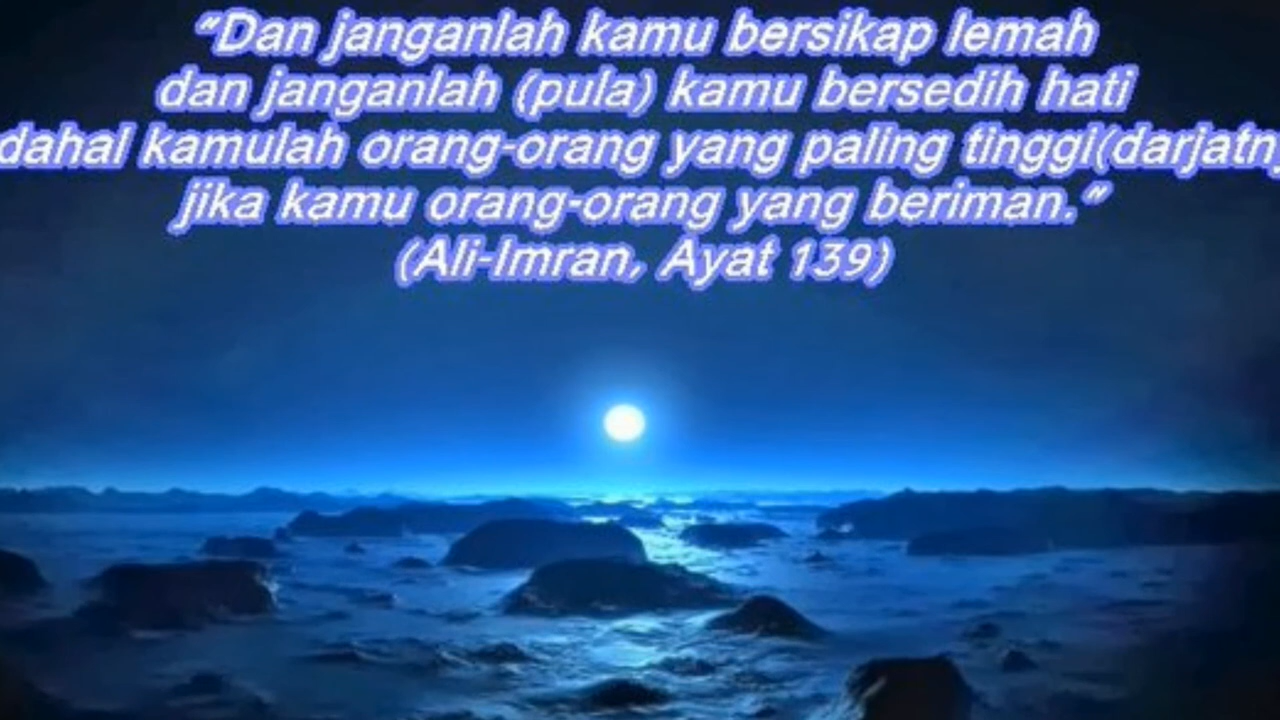 “Dan janganlah kamu bersikap lemah
dan janganlah (pula) kamu bersedih hati
dahal kamulah orang-orang yang paling tinggi(darjatn
jika kamu orang-orang yang beriman.”
(Ali-Imran, Ayat 139)